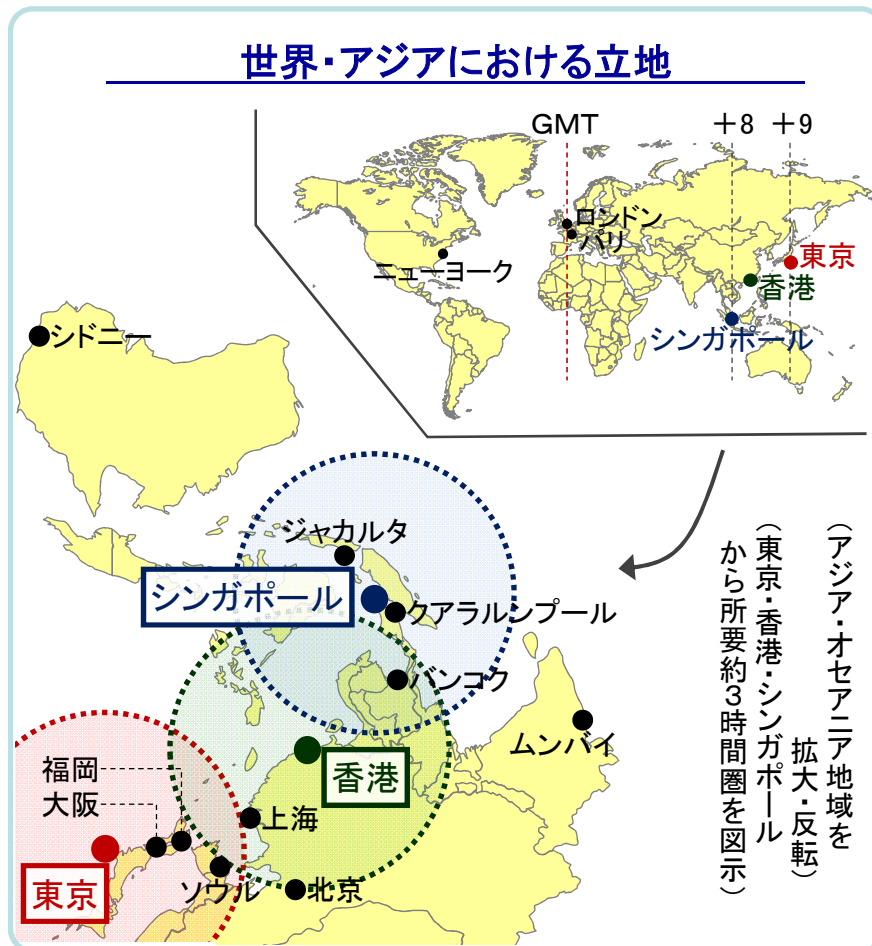 世界・アジアにおける立地
GMT
＋8
＋9
ロンドン
パリ
ニューヨーク
東京
香港
シンガポール
シドニー
ジャカルタ
シンガポール
クアラルンプール
バンコク
ムンバイ
香港
福岡
大阪
上海
東京
ソウル
北京
（アジア・オセアニア地域を
拡大・反転）
（東京・香港・シンガポール
から所要約３時間圏を図示）